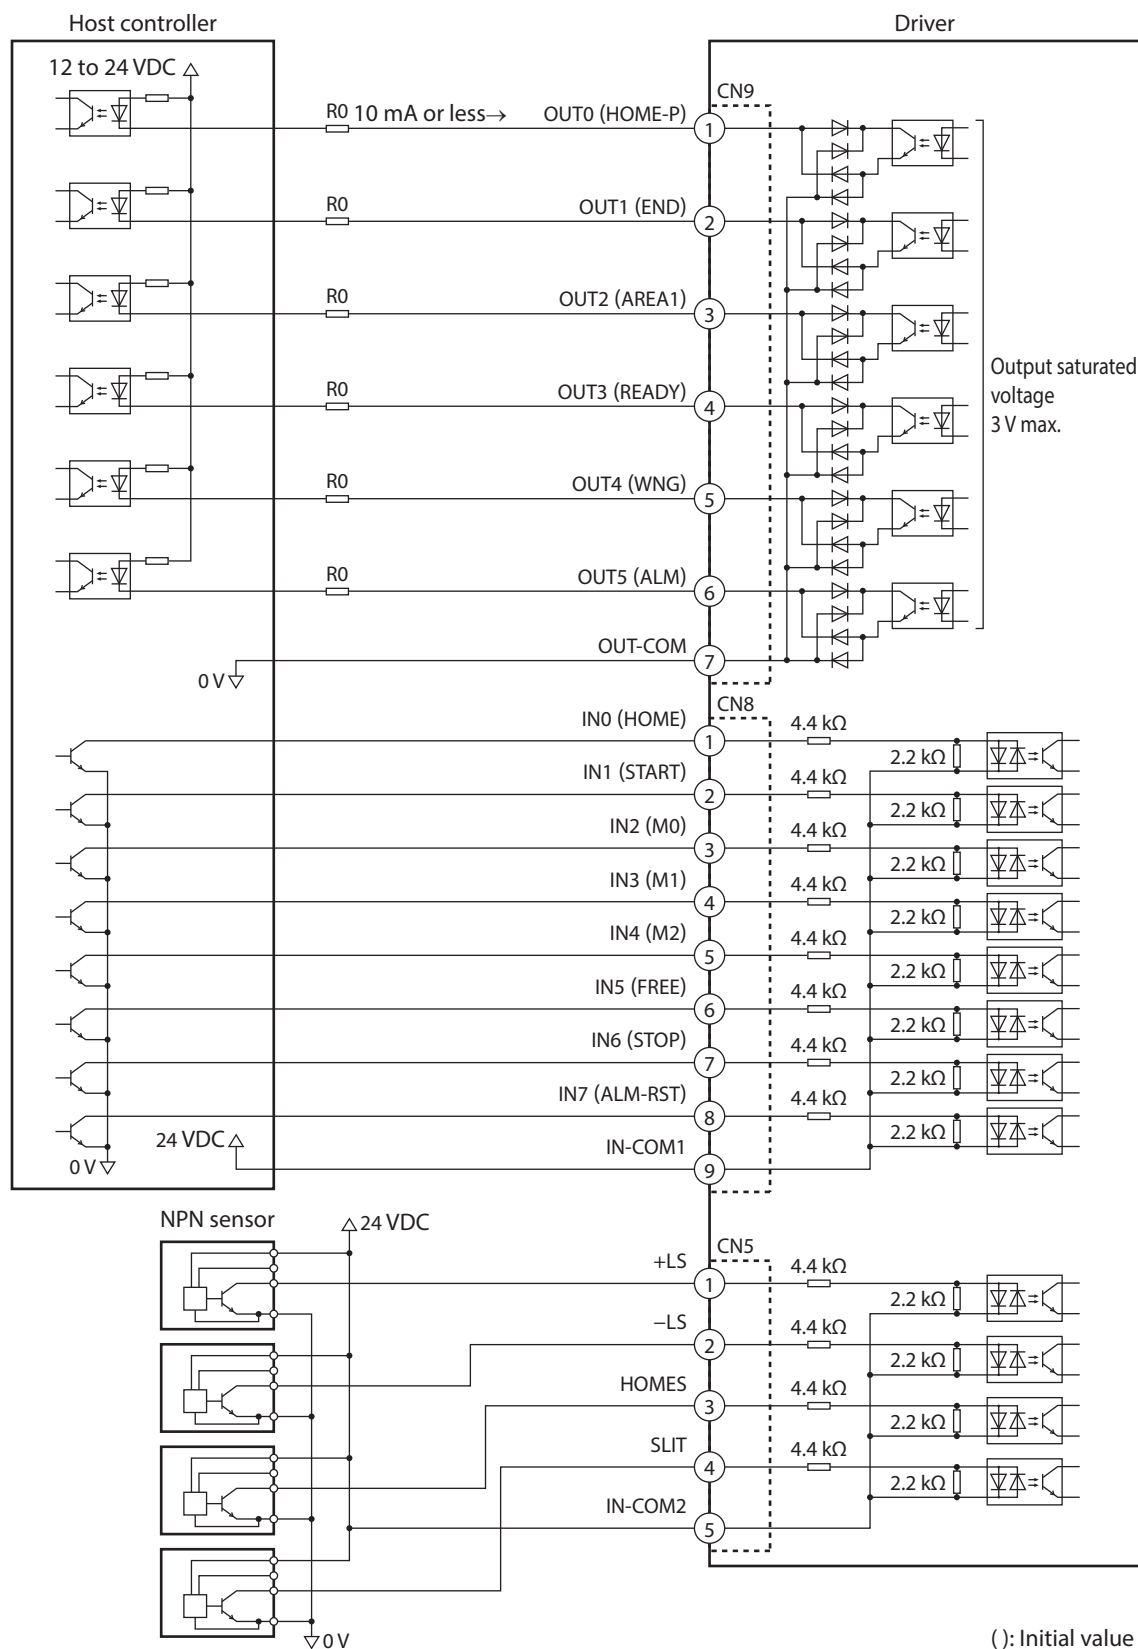 Host controller
Driver
12 to 24 VDC
CN9
R0 10 mA or less→
OUT0 (HOME-P)
1
R0
OUT1 (END)
2
R0
OUT2 (AREA1)
3
Output saturated
voltage
3 V max.
R0
OUT3 (READY)
4
R0
OUT4 (WNG)
5
R0
OUT5 (ALM)
6
OUT-COM
7
0 V
CN8
IN0 (HOME)
1
4.4 kΩ
2.2 kΩ
IN1 (START)
2
4.4 kΩ
2.2 kΩ
IN2 (M0)
3
4.4 kΩ
2.2 kΩ
IN3 (M1)
4
4.4 kΩ
2.2 kΩ
IN4 (M2)
5
4.4 kΩ
2.2 kΩ
IN5 (FREE)
6
4.4 kΩ
2.2 kΩ
IN6 (STOP)
7
4.4 kΩ
2.2 kΩ
IN7 (ALM-RST)
8
4.4 kΩ
2.2 kΩ
24 VDC
IN-COM1
9
0 V
NPN sensor
24 VDC
CN5
+LS
1
4.4 kΩ
2.2 kΩ
−LS
2
4.4 kΩ
2.2 kΩ
HOMES
3
4.4 kΩ
2.2 kΩ
SLIT
4
4.4 kΩ
2.2 kΩ
IN-COM2
5
0 V
( ): Initial value